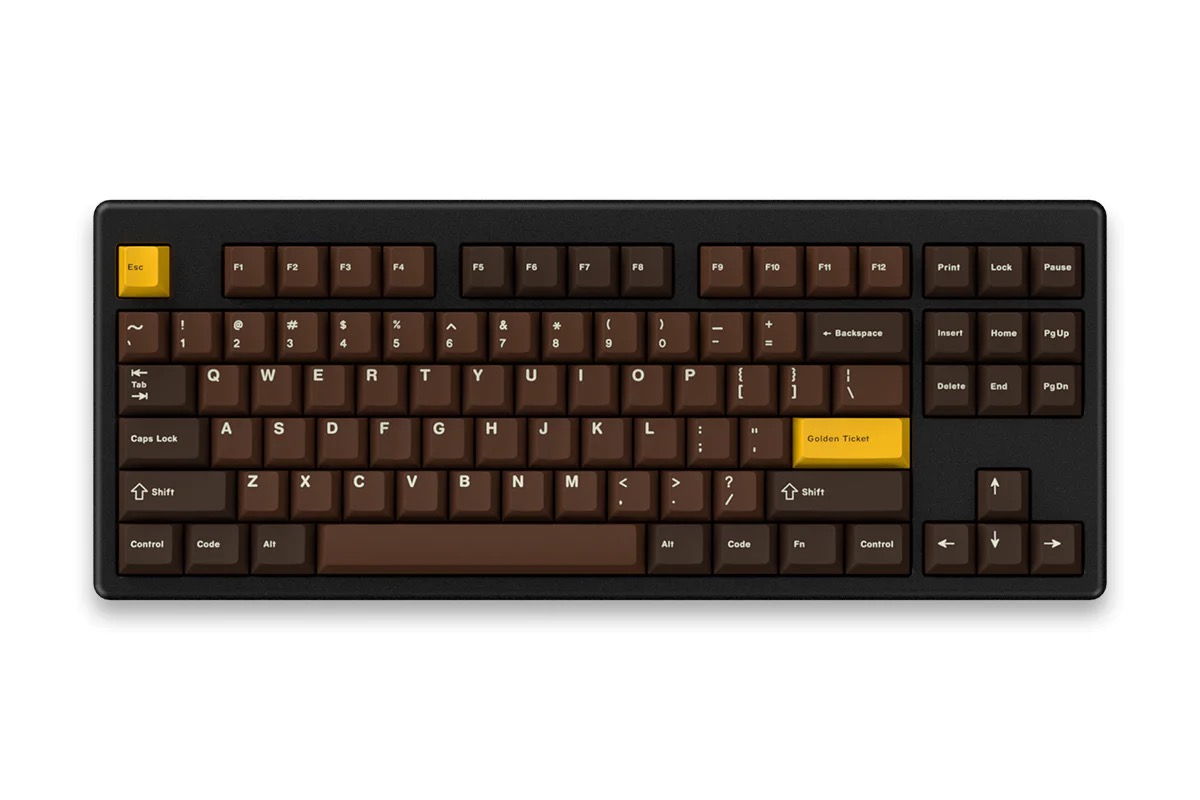 Esc F1 F2 F3 F4 F5 F6 F7 F8 F9 F10 F11 F12 Print Lock Pause
~ ! @ # $ % ^ & * ( ) — +
` 1 2 3 4 5 6 7 8 9 0 - = ← Backspace Insert Home PgUp
Q W E R T Y U I O P { } ¦
⇤ Tab ⇥ [ ] \ Delete End PgDn
A S D F G H J K L : "
Caps Lock ; ' Golden Ticket
Z X C V B N M < > ?
⇧ Shift , . / ⇧ Shift ↑
Control Code Alt Alt Code Fn Control ← ↓ →